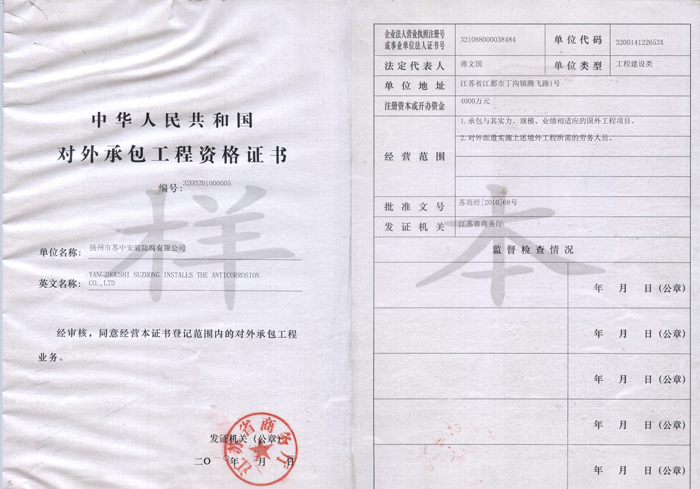 中华人民共和国
对外承包工程资格证书
编号: 3200201000005
单位名称: 扬州市苏中安装防腐有限公司
英文名称: YANGZHOUSHI SUZHONG INSTALLS THE ANTICORROSION
CO.,LTD
经审核，同意经营本证书登记范围内的对外承包工程
业务。
江苏省商务厅
发证机关（公章）
二〇一〇年 月 日
样本
企业法人营业执照注册号
或事业单位法人证书号
321088000038484
单位代码
320014122653X
法定代表人
蒋文国
单位类型
工程建设类
单位地址
江苏省江都市丁沟镇腾飞路1号
注册资本或开办资金
4000万元
经营范围
1.承包与其实力、规模、业绩相适应的国外工程项目。
2.对外派遣实施上述境外工程所需的劳务人员。
批准文号
苏商经[2010]68号
发证机关
江苏省商务厅
监督检查情况
年 月 日(公章)
年 月 日(公章)
年 月 日(公章)
年 月 日(公章)
年 月 日(公章)